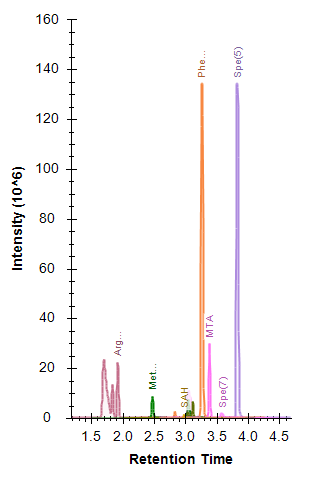 160
140
120
100
80
60
40
20
0
Intensity (10^6)
Phe...
Spe(5)
Arg...
Met...
SAH
MTA
Spe(7)
1.5 2.0 2.5 3.0 3.5 4.0 4.5
Retention Time